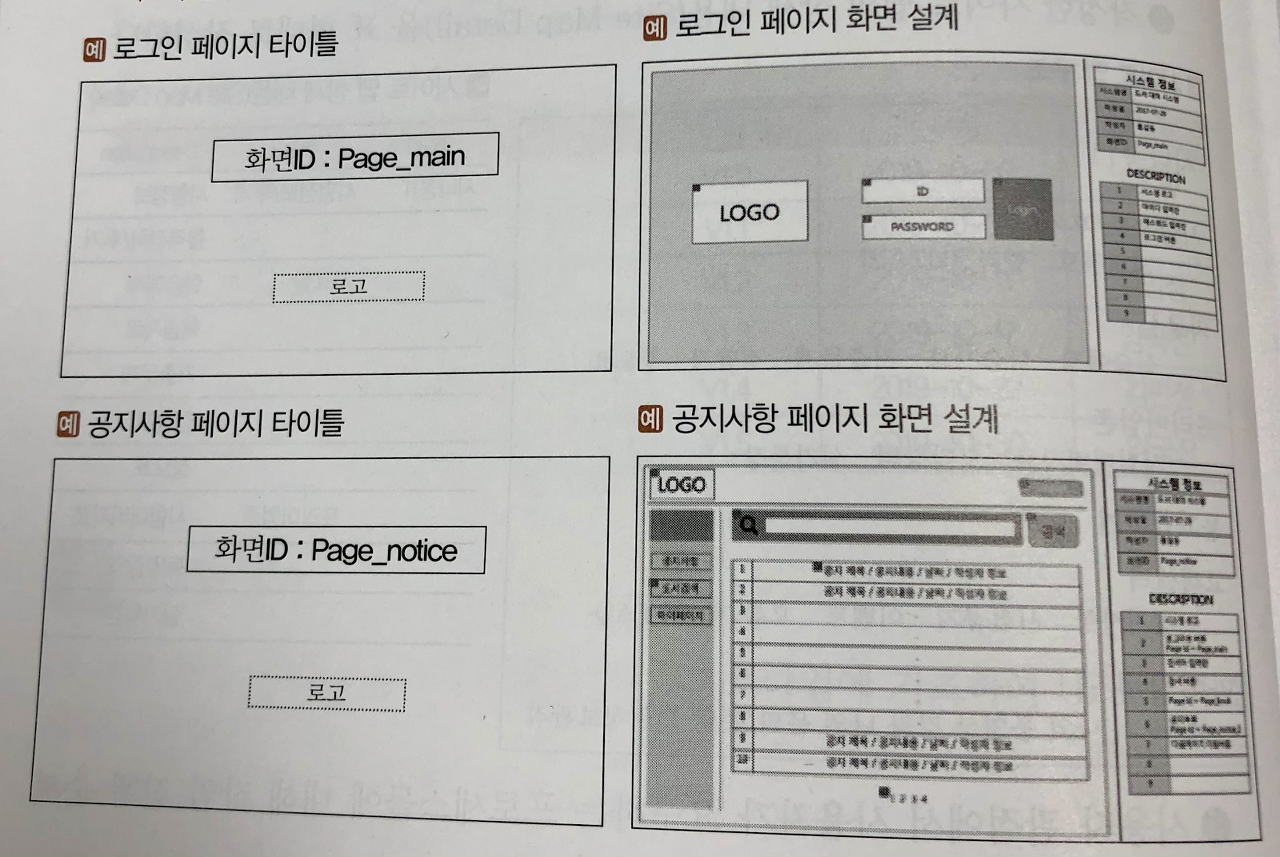 예 로그인 페이지 타이틀
화면ID : Page_main
로고
예 로그인 페이지 화면 설계
LOGO
ID
PASSWORD
Login
시스템 정보
시스템명 도서 대여 시스템
작성일 2017-07-28
작성자 홍길동
화면ID Page_main
DESCRIPTION
1 시스템 로고
2 아이디 입력란
3 패스워드 입력란
4 로그인 버튼
5
6
7
8
9
예 공지사항 페이지 타이틀
화면ID : Page_notice
로고
예 공지사항 페이지 화면 설계
LOGO
검색
공지사항
도서검색
마이페이지
1 공지 제목 / 공지내용 / 날짜 / 작성자 정보
2 공지 제목 / 공지내용 / 날짜 / 작성자 정보
3
4
5
6
7
8
9 공지 제목 / 공지내용 / 날짜 / 작성자 정보
10 공지 제목 / 공지내용 / 날짜 / 작성자 정보
1 2 3 4
시스템 정보
시스템명 도서 대여 시스템
작성일 2017-07-28
작성자 홍길동
화면ID Page_notice
DESCRIPTION
1 시스템 로고
2 로그아웃 버튼
Page id = Page_main
3 검색어 입력란
4 검색 버튼
5 Page id = Page_book
6
Page id = Page_notice2
7
8
9